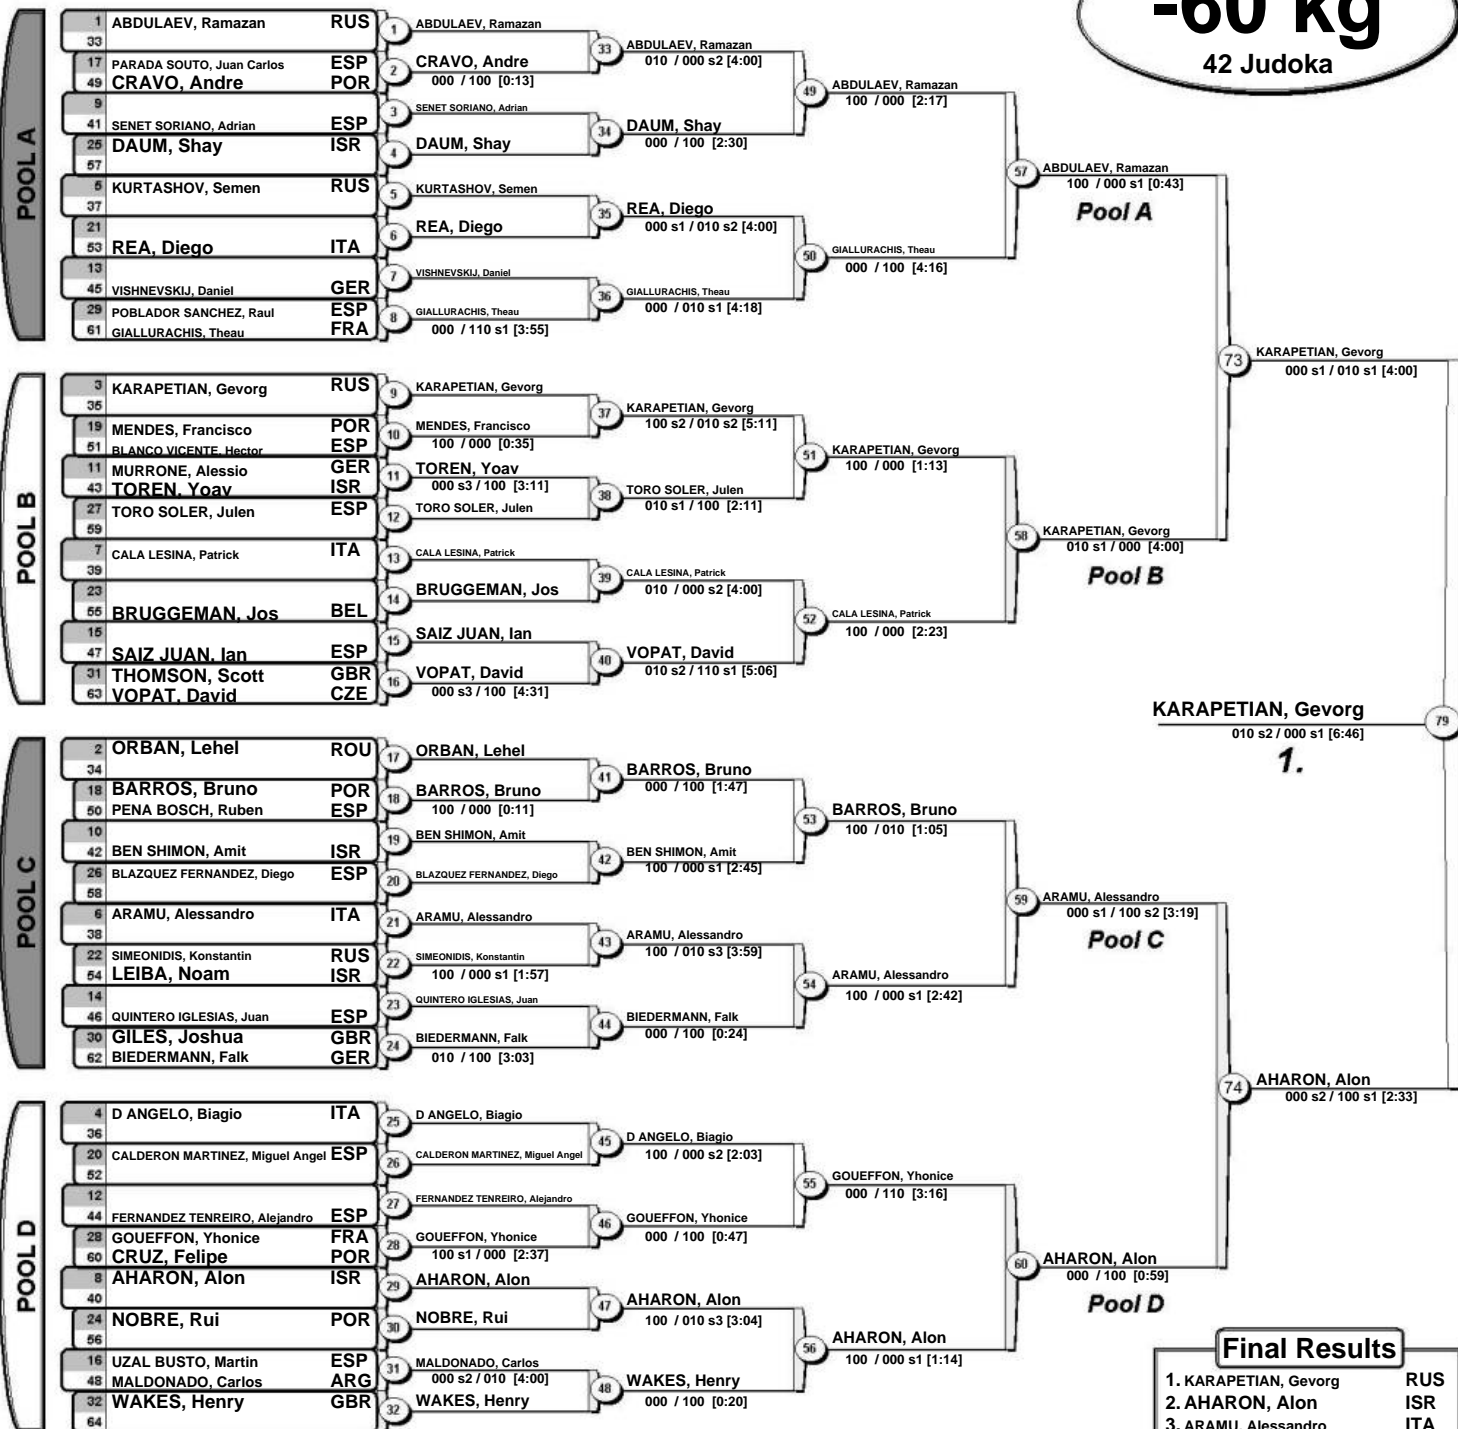 -60 kg
42 Judoka
POOL A
1 ABDULAEV, Ramazan RUS
33
17 PARADA SOUTO, Juan Carlos ESP
49 CRAVO, Andre POR
9
41 SENET SORIANO, Adrian ESP
25 DAUM, Shay ISR
57
5 KURTASHOV, Semen RUS
37
21
53 REA, Diego ITA
13
45 VISHNEVSKIJ, Daniel GER
29 POBLADOR SANCHEZ, Raul ESP
61 GIALLURACHIS, Theau FRA
1 ABDULAEV, Ramazan
2 CRAVO, Andre
000 / 100 [0:13]
3 SENET SORIANO, Adrian
4 DAUM, Shay
5 KURTASHOV, Semen
6 REA, Diego
7 VISHNEVSKIJ, Daniel
8 GIALLURACHIS, Theau
000 / 110 s1 [3:55]
33 ABDULAEV, Ramazan
010 / 000 s2 [4:00]
34 DAUM, Shay
000 / 100 [2:30]
35 REA, Diego
000 s1 / 010 s2 [4:00]
36 GIALLURACHIS, Theau
000 / 010 s1 [4:18]
49 ABDULAEV, Ramazan
100 / 000 [2:17]
50 GIALLURACHIS, Theau
000 / 100 [4:16]
57 ABDULAEV, Ramazan
100 / 000 s1 [0:43]
Pool A
POOL B
3 KARAPETIAN, Gevorg RUS
35
19 MENDES, Francisco POR
51 BLANCO VICENTE, Hector ESP
11 MURRONE, Alessio GER
43 TOREN, Yoav ISR
27 TORO SOLER, Julen ESP
59
7 CALA LESINA, Patrick ITA
39
23
55 BRUGGEMAN, Jos BEL
15
47 SAIZ JUAN, Ian ESP
31 THOMSON, Scott GBR
63 VOPAT, David CZE
9 KARAPETIAN, Gevorg
10 MENDES, Francisco
100 / 000 [0:35]
11 TOREN, Yoav
000 s3 / 100 [3:11]
12 TORO SOLER, Julen
13 CALA LESINA, Patrick
14 BRUGGEMAN, Jos
15 SAIZ JUAN, Ian
16 VOPAT, David
000 s3 / 100 [4:31]
37 KARAPETIAN, Gevorg
100 s2 / 010 s2 [5:11]
38 TORO SOLER, Julen
010 s1 / 100 [2:11]
39 CALA LESINA, Patrick
010 / 000 s2 [4:00]
40 VOPAT, David
010 s2 / 110 s1 [5:06]
51 KARAPETIAN, Gevorg
100 / 000 [1:13]
52 CALA LESINA, Patrick
100 / 000 [2:23]
58 KARAPETIAN, Gevorg
010 s1 / 000 [4:00]
Pool B
73 KARAPETIAN, Gevorg
000 s1 / 010 s1 [4:00]
KARAPETIAN, Gevorg 79
010 s2 / 000 s1 [6:46]
1.
POOL C
2 ORBAN, Lehel ROU
34
18 BARROS, Bruno POR
50 PENA BOSCH, Ruben ESP
10
42 BEN SHIMON, Amit ISR
26 BLAZQUEZ FERNANDEZ, Diego ESP
58
6 ARAMU, Alessandro ITA
38
22 SIMEONIDIS, Konstantin RUS
54 LEIBA, Noam ISR
14
46 QUINTERO IGLESIAS, Juan ESP
30 GILES, Joshua GBR
62 BIEDERMANN, Falk GER
17 ORBAN, Lehel
18 BARROS, Bruno
100 / 000 [0:11]
19 BEN SHIMON, Amit
20 BLAZQUEZ FERNANDEZ, Diego
21 ARAMU, Alessandro
22 SIMEONIDIS, Konstantin
100 / 000 s1 [1:57]
23 QUINTERO IGLESIAS, Juan
24 BIEDERMANN, Falk
010 / 100 [3:03]
41 BARROS, Bruno
000 / 100 [1:47]
42 BEN SHIMON, Amit
100 / 000 s1 [2:45]
43 ARAMU, Alessandro
100 / 010 s3 [3:59]
44 BIEDERMANN, Falk
000 / 100 [0:24]
53 BARROS, Bruno
100 / 010 [1:05]
54 ARAMU, Alessandro
100 / 000 s1 [2:42]
59 ARAMU, Alessandro
000 s1 / 100 s2 [3:19]
Pool C
74 AHARON, Alon
000 s2 / 100 s1 [2:33]
POOL D
4 D ANGELO, Biagio ITA
36
20 CALDERON MARTINEZ, Miguel Angel ESP
52
12
44 FERNANDEZ TENREIRO, Alejandro ESP
28 GOUEFFON, Yhonice FRA
60 CRUZ, Felipe POR
8 AHARON, Alon ISR
40
24 NOBRE, Rui POR
56
16 UZAL BUSTO, Martin ESP
48 MALDONADO, Carlos ARG
32 WAKES, Henry GBR
64
25 D ANGELO, Biagio
26 CALDERON MARTINEZ, Miguel Angel
27 FERNANDEZ TENREIRO, Alejandro
28 GOUEFFON, Yhonice
100 s1 / 000 [2:37]
29 AHARON, Alon
30 NOBRE, Rui
31 MALDONADO, Carlos
000 s2 / 010 [4:00]
32 WAKES, Henry
45 D ANGELO, Biagio
100 / 000 s2 [2:03]
46 GOUEFFON, Yhonice
000 / 100 [0:47]
47 AHARON, Alon
100 / 010 s3 [3:04]
48 WAKES, Henry
000 / 100 [0:20]
55 GOUEFFON, Yhonice
000 / 110 [3:16]
56 AHARON, Alon
100 / 000 s1 [1:14]
60 AHARON, Alon
000 / 100 [0:59]
Pool D
Final Results
1. KARAPETIAN, Gevorg RUS
2. AHARON, Alon ISR
3. ARAMU, Alessandro ITA